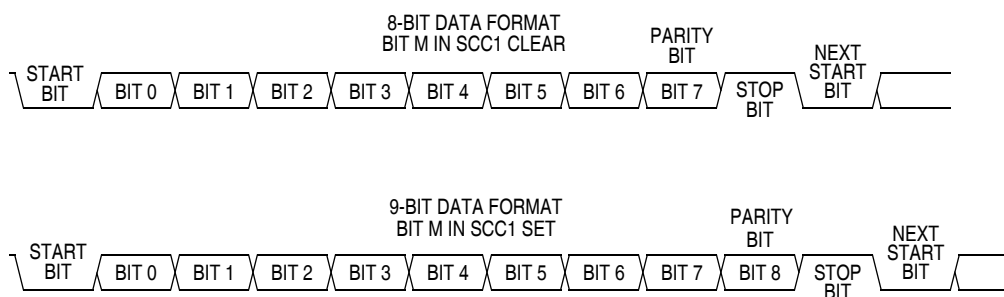 8-BIT DATA FORMAT
BIT M IN SCC1 CLEAR
PARITY
BIT
START
BIT
BIT 0
BIT 1
BIT 2
BIT 3
BIT 4
BIT 5
BIT 6
BIT 7
STOP
BIT
NEXT
START
BIT
9-BIT DATA FORMAT
BIT M IN SCC1 SET
PARITY
BIT
START
BIT
BIT 0
BIT 1
BIT 2
BIT 3
BIT 4
BIT 5
BIT 6
BIT 7
BIT 8
STOP
BIT
NEXT
START
BIT